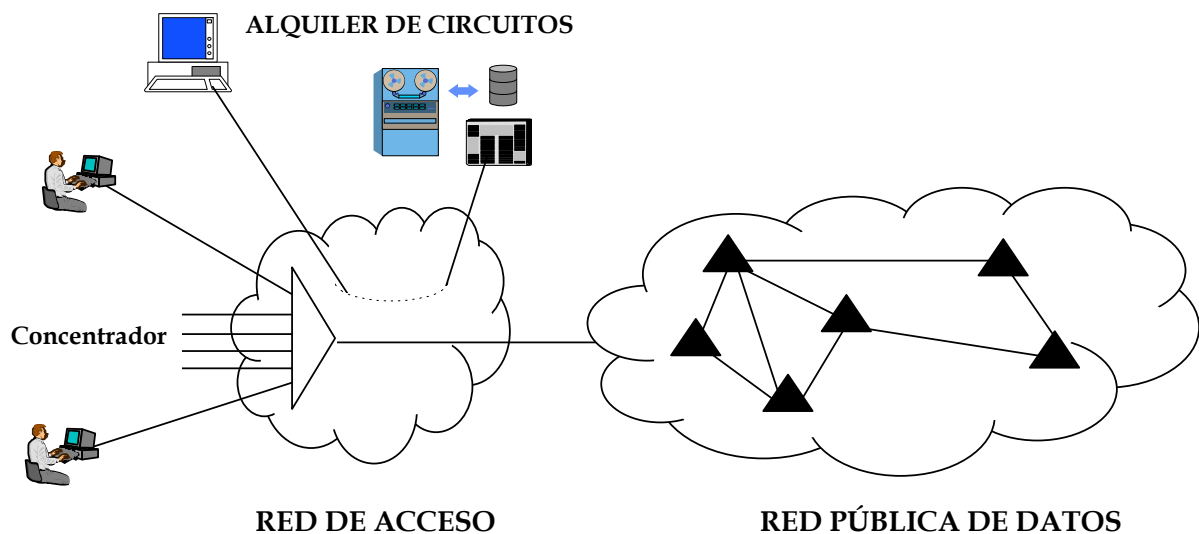 ALQUILER DE CIRCUITOS
Concentrador
RED DE ACCESO
RED PÚBLICA DE DATOS